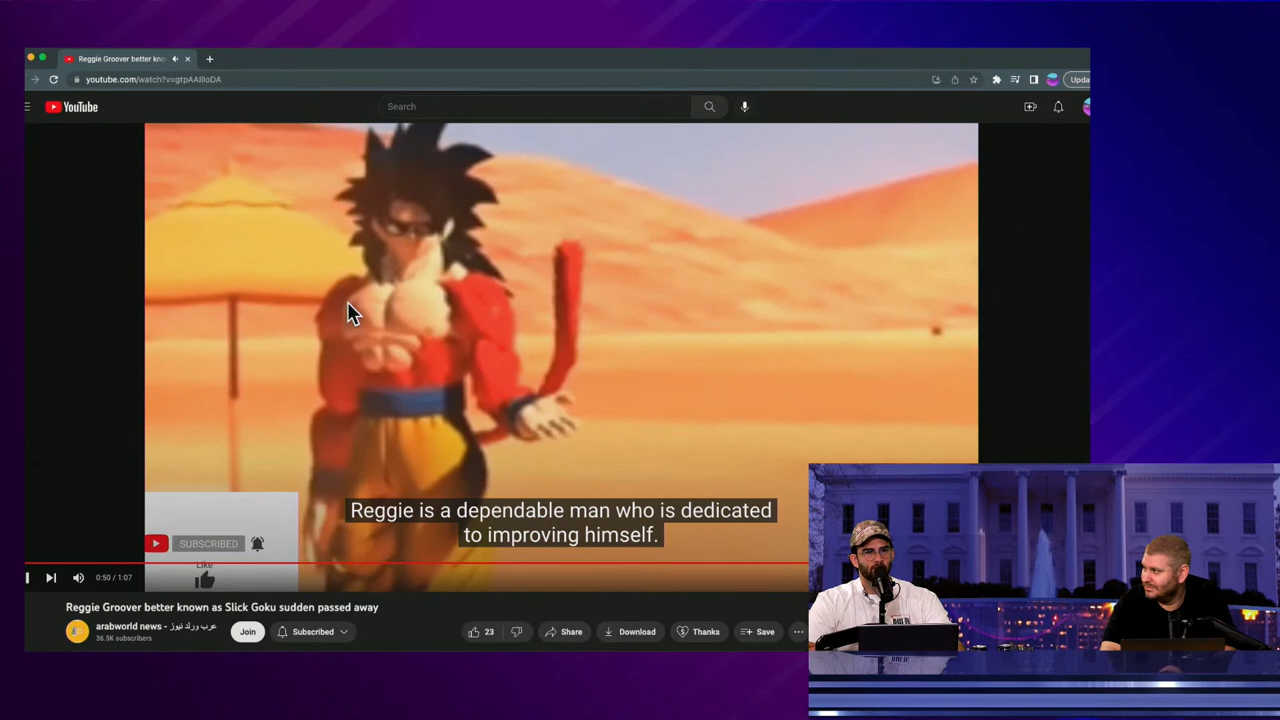 Reggie Groover better kno
youtube.com/watch?v=gtpAAIlloDA
Upda
YouTube
Search
Reggie is a dependable man who is dedicated
to improving himself.
SUBSCRIBED
Like
0:50 / 1:07
Reggie Groover better known as Slick Goku sudden passed away
arabworld news - عرب ورلد نيوز
36.5K subscribers
Join
Subscribed
23
Share
Download
Thanks
Save